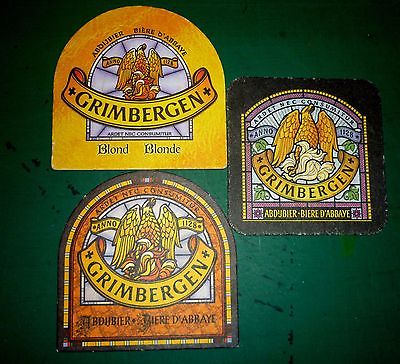 ABDIJBIER BIÈRE D'ABBAYE
ANNO 1128
GRIMBERGEN
ARDET NEC CONSUMITUR
Blond Blonde
ARDET NEC CONSUMITUR
ANNO 1128
GRIMBERGEN
ABDIJBIER • BIÈRE D'ABBAYE
ARDET NEC CONSUMITUR
ANNO 1128
GRIMBERGEN
ABDIJBIER • BIÈRE D'ABBAYE